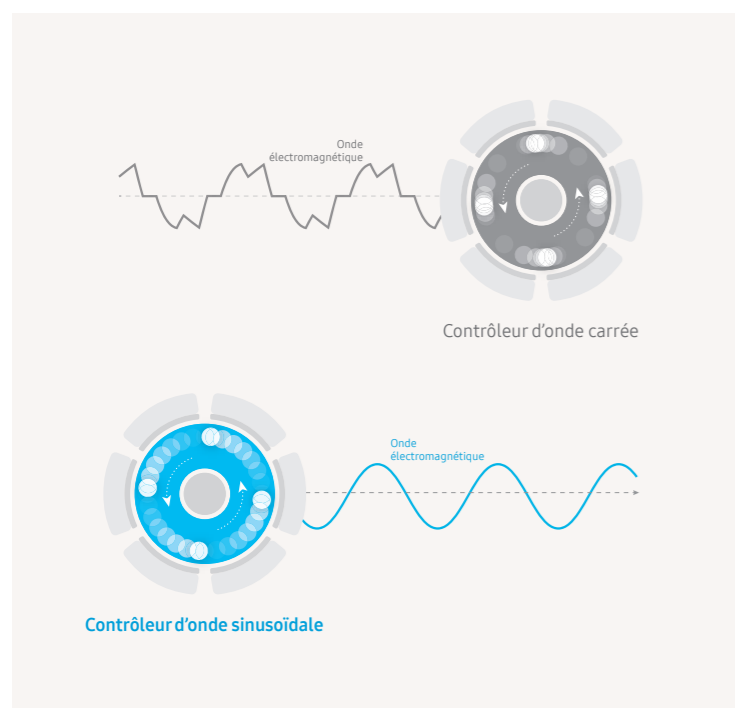 Onde
électromagnétique
Contrôleur d'onde carrée
Onde
électromagnétique
Contrôleur d'onde sinusoïdale